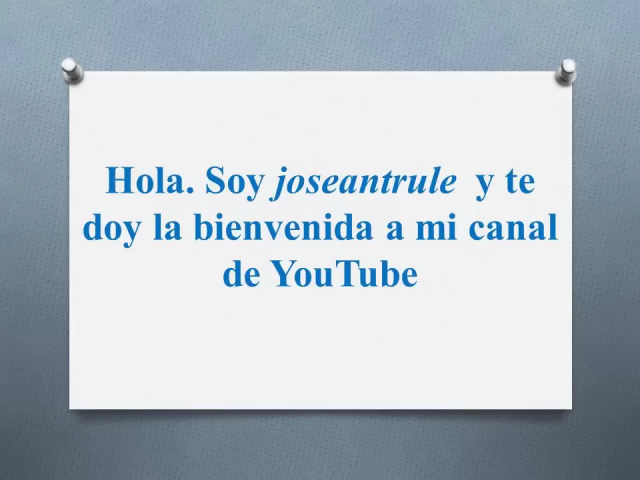 Hola. Soy joseantrule y te
doy la bienvenida a mi canal
de YouTube